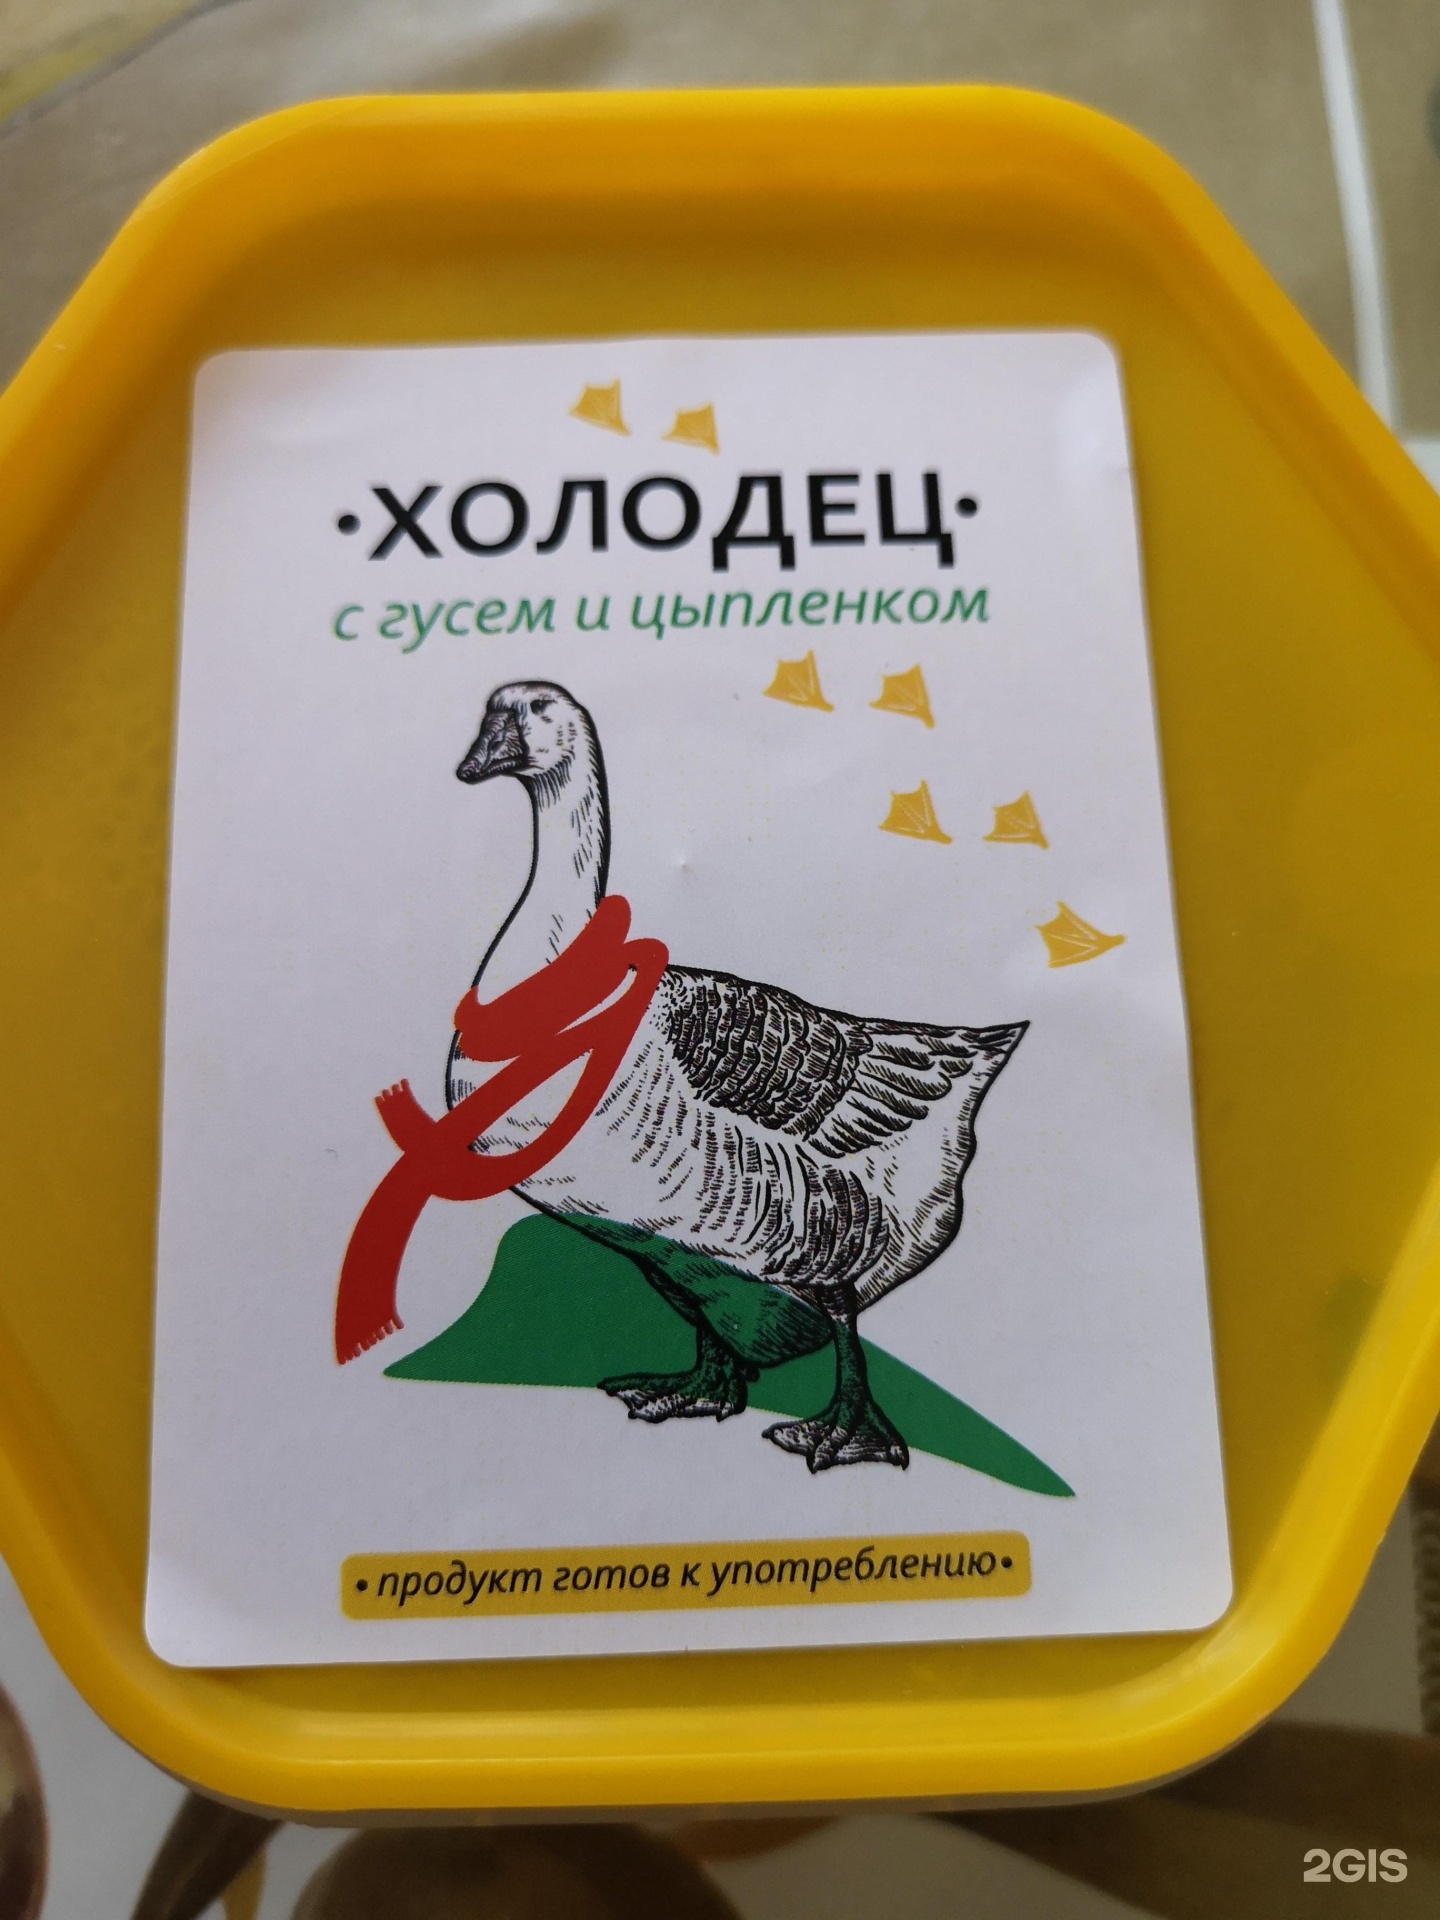 ·ХОЛОДЕЦ·
с гусем и цыпленком
• продукт готов к употреблению •
2GIS